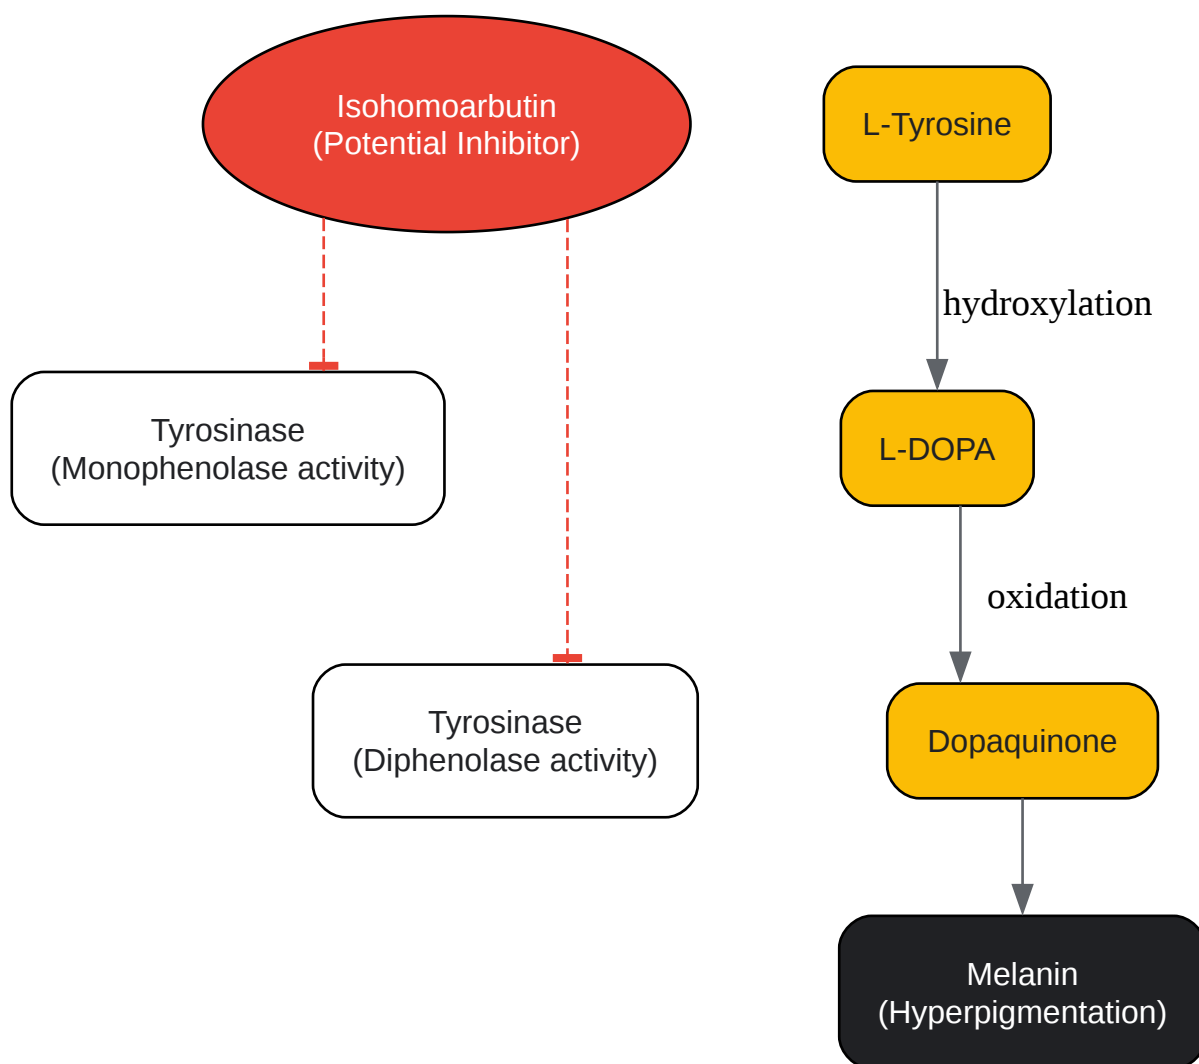 Isohomoarbutin
(Potential Inhibitor)
L-Tyrosine
hydroxylation
Tyrosinase
(Monophenolase activity)
L-DOPA
oxidation
Tyrosinase
(Diphenolase activity)
Dopaquinone
Melanin
(Hyperpigmentation)